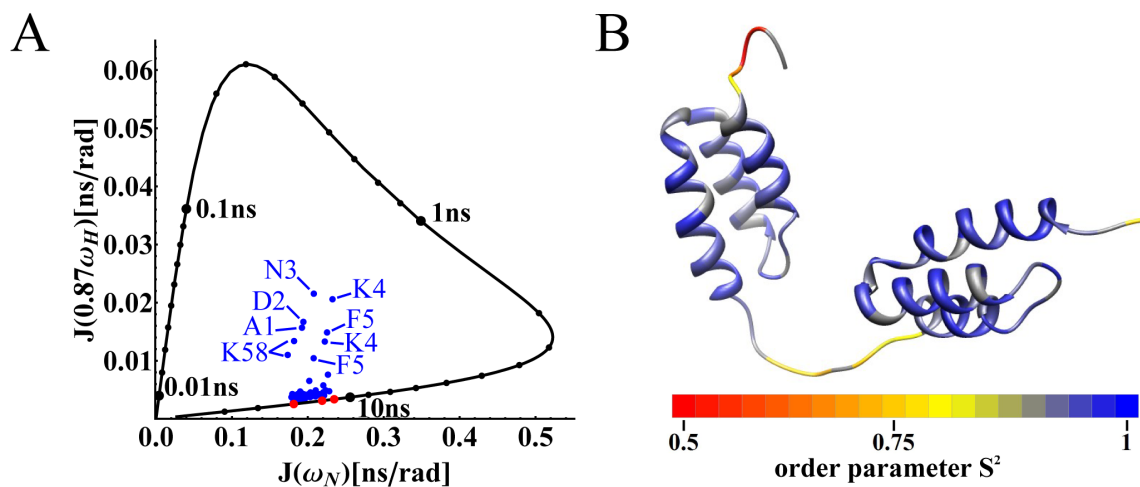 A
B
J(0.87ω_H)[ns/rad]
0.06
0.05
0.04
0.03
0.02
0.01
0.1ns
1ns
N3
K4
D2
F5
A1
K4
K58
F5
0.01ns
10ns
0.0
0.1
0.2
0.3
0.4
0.5
J(ω_N)[ns/rad]
0.5
0.75
1
order parameter S²